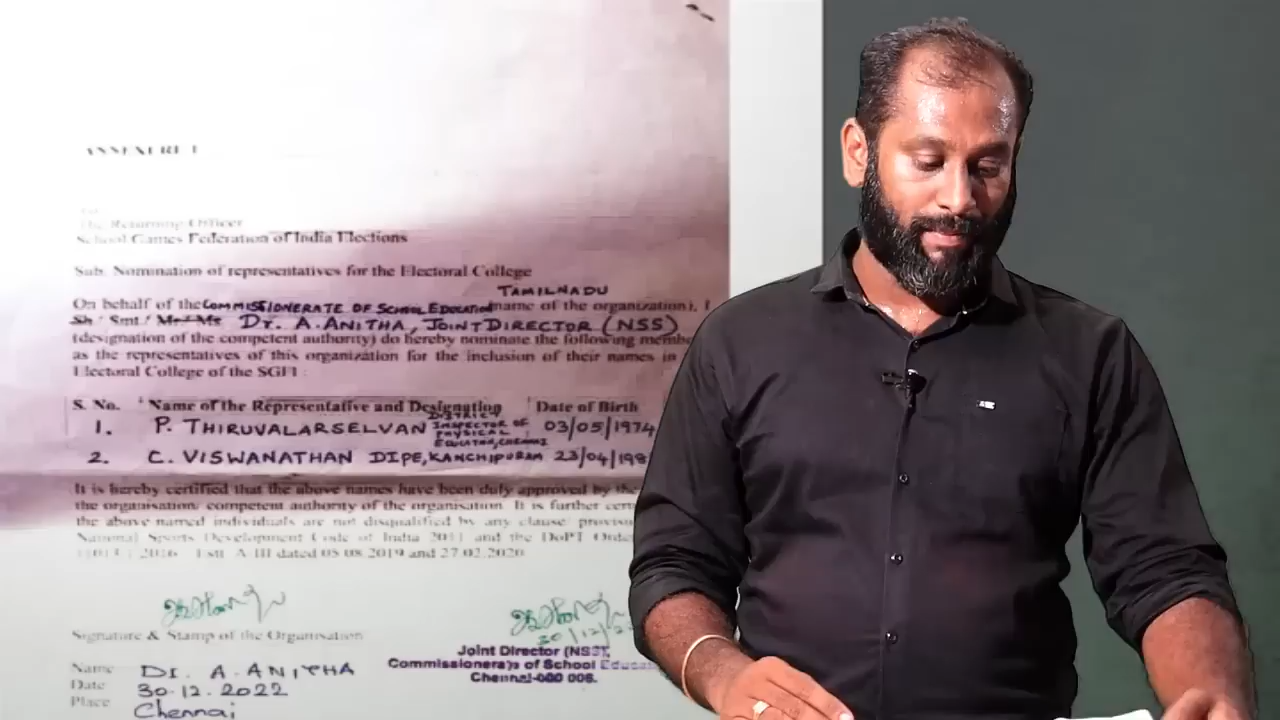 ANNEXURE I
The Returning Officer
School Games Federation of India Elections
Sub: Nomination of representatives for the Electoral College
TAMILNADU
On behalf of the COMMISSIONERATE OF SCHOOL EDUCATION (name of the organization), I
Sh / Smt / Mr / Ms Dr. A. ANITHA, JOINT DIRECTOR (NSS)
(designation of the competent authority) do hereby nominate the following
as the representatives of this organization for the inclusion of their names in
Electoral College of the SGFI :
S. No. Name of the Representative and Designation Date of Birth
1. P. THIRUVALARSELVAN DISTRICT INSPECTOR OF PHYSICAL EDUCATION, CHENNAI 03/05/1974
2. C. VISWANATHAN DIPE, KANCHIPURAM 23/04/198
It is hereby certified that the above names have been duly approved by the
the organisation/ competent authority of the organisation. It is further
the above named individuals are not disqualified by any clause/
National Sports Development Code of India 2011 and the DoPT
Estt A-III dated 05.08.2019 and 27.02.2020
30/12/
Signature & Stamp of the Organisation
Joint Director (NSS),
Commissionerate of School
Chennai-600 006.
Name Dr. A. ANITHA
Date 30.12.2022
Place Chennai